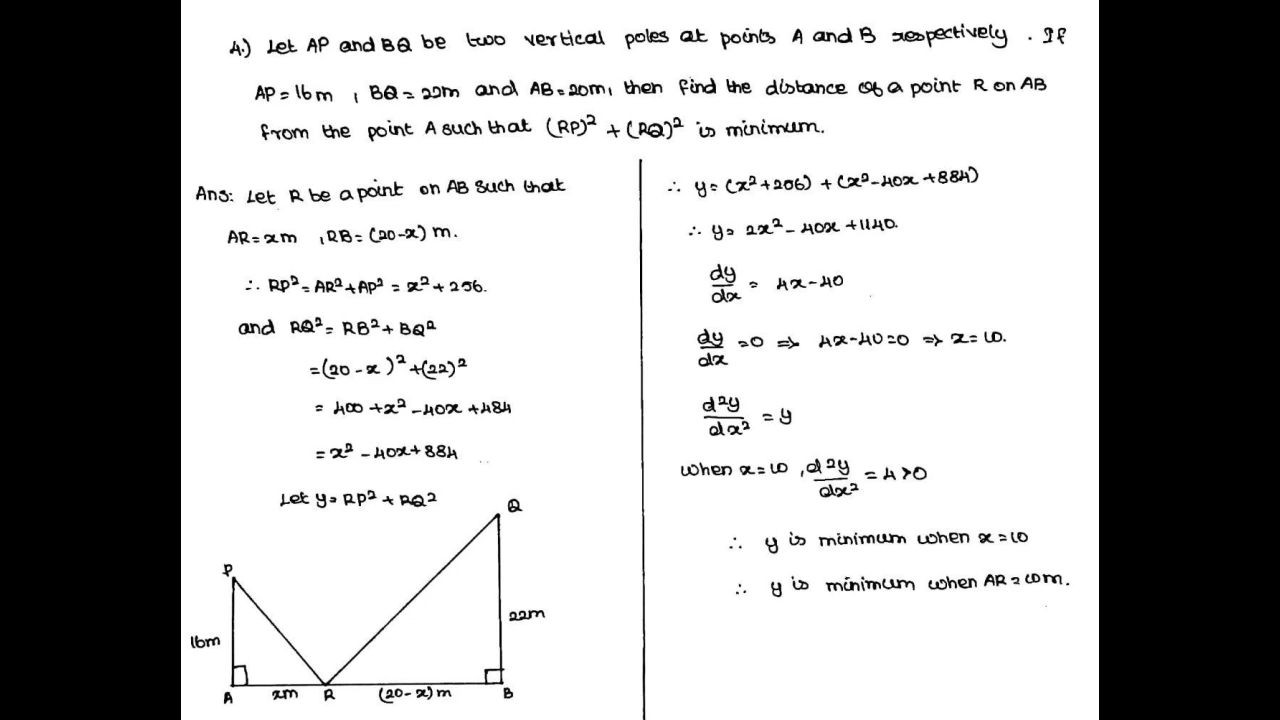 4.) Let AP and BQ be two vertical poles at points A and B respectively. If
AP = 16m, BQ = 22m and AB = 20m, then find the distance of a point R on AB
from the point A such that (RP)² + (RQ)² is minimum.
Ans: Let R be a point on AB such that
AR = xm, RB = (20-x) m.
∴ RP² = AR² + AP² = x² + 256.
and RQ² = RB² + BQ²
= (20-x)² + (22)²
= 400 + x² - 40x + 484
= x² - 40x + 884
Let y = RP² + RQ²
Q
P
16m
22m
A xm R (20-x) m B
∴ y = (x² + 256) + (x² - 40x + 884)
∴ y = 2x² - 40x + 1140.
dy/dx = 4x - 40
dy/dx = 0 ⇒ 4x - 40 = 0 ⇒ x = 10.
d²y/dx² = y
when x = 10, d²y/dx² = 4 > 0
∴ y is minimum when x = 10
∴ y is minimum when AR = 10m.